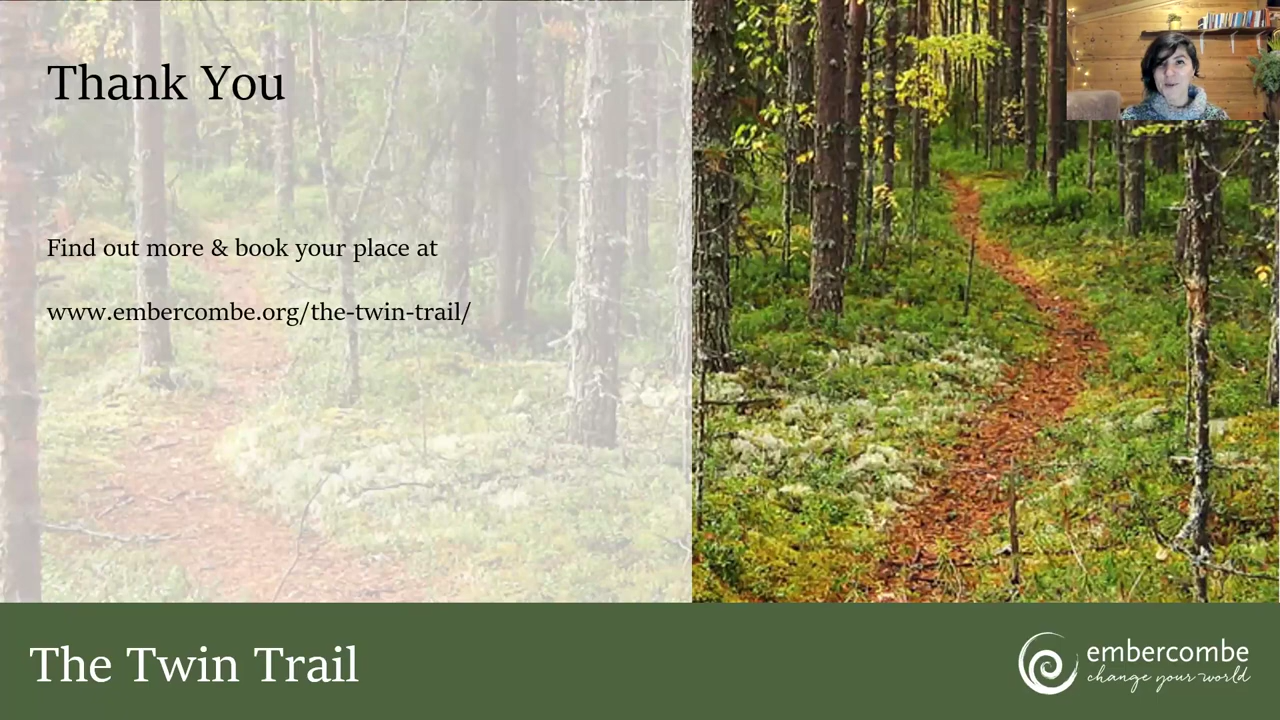 Thank You
Find out more & book your place at
www.embercombe.org/the-twin-trail/
The Twin Trail
embercombe
change your world